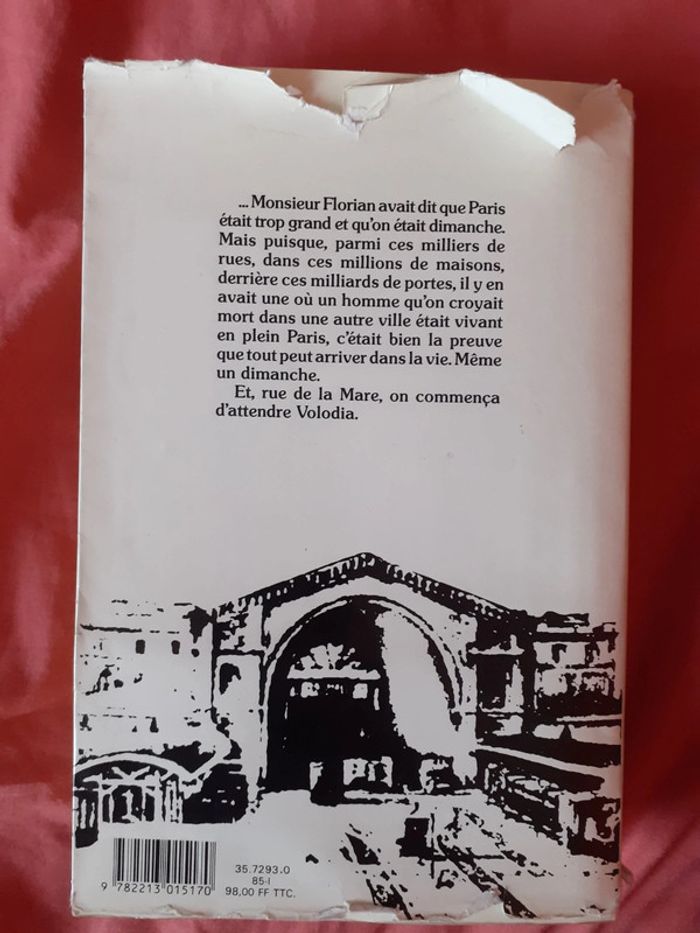 ... Monsieur Florian avait dit que Paris
était trop grand et qu'on était dimanche.
Mais puisque, parmi ces milliers de
rues, dans ces millions de maisons,
derrière ces milliards de portes, il y en
avait une où un homme qu'on croyait
mort dans une autre ville était vivant
en plein Paris, c'était bien la preuve
que tout peut arriver dans la vie. Même
un dimanche.
Et, rue de la Mare, on commença
d'attendre Volodia.
35.7293.0
85-I
98,00 FF TTC.
9 782213 015170